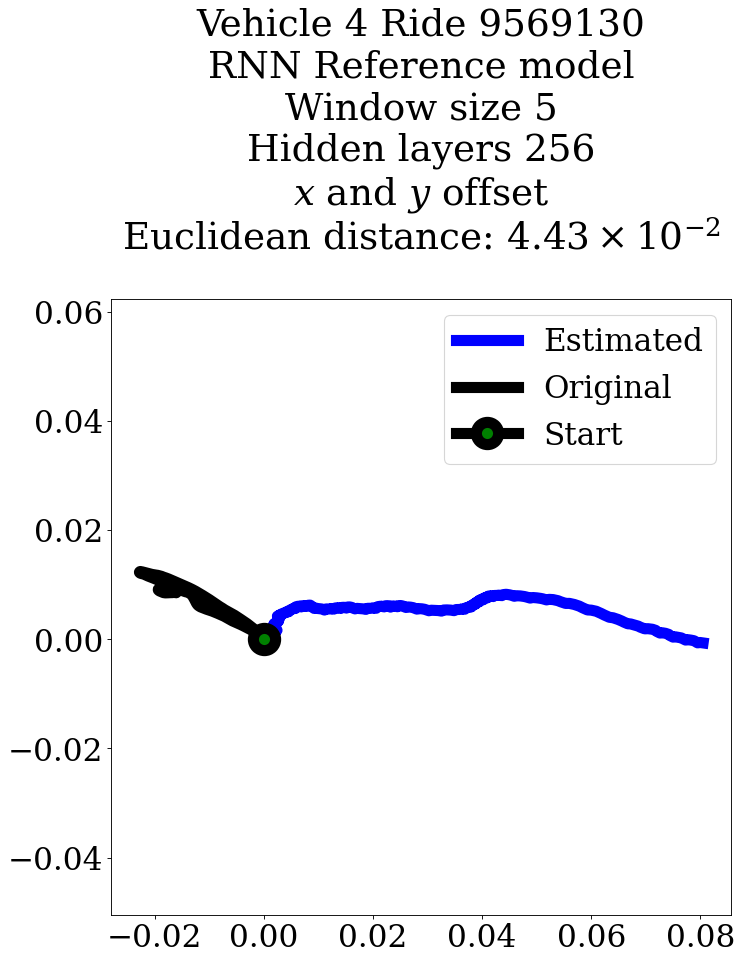 Vehicle 4 Ride 9569130
RNN Reference model
Window size 5
Hidden layers 256
x and y offset
Euclidean distance: 4.43 × 10⁻²
Estimated
Original
Start
0.06
0.04
0.02
0.00
−0.02
−0.04
−0.02 0.00 0.02 0.04 0.06 0.08